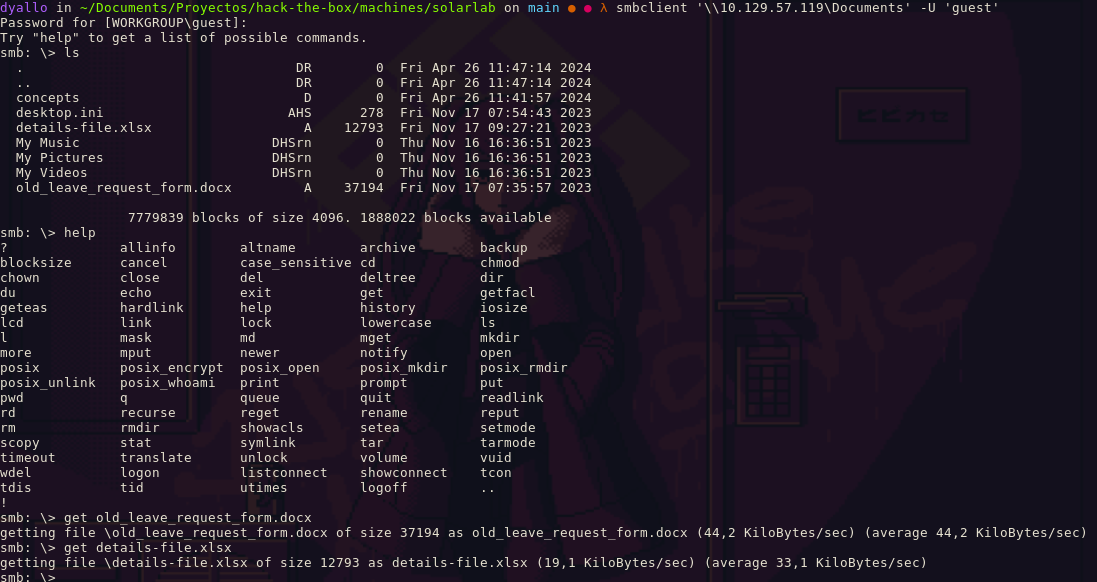 dyallo in ~/Documents/Proyectos/hack-the-box/machines/solarlab on main ● ● λ smbclient '\\10.129.57.119\Documents' -U 'guest'
Password for [WORKGROUP\guest]:
Try "help" to get a list of possible commands.
smb: \> ls
  .                                  DR        0  Fri Apr 26 11:47:14 2024
  ..                                 DR        0  Fri Apr 26 11:47:14 2024
  concepts                            D        0  Fri Apr 26 11:41:57 2024
  desktop.ini                       AHS      278  Fri Nov 17 07:54:43 2023
  details-file.xlsx                   A    12793  Fri Nov 17 09:27:21 2023
  My Music                        DHSrn        0  Thu Nov 16 16:36:51 2023
  My Pictures                     DHSrn        0  Thu Nov 16 16:36:51 2023
  My Videos                       DHSrn        0  Thu Nov 16 16:36:51 2023
  old_leave_request_form.docx         A    37194  Fri Nov 17 07:35:57 2023
                7779839 blocks of size 4096. 1888022 blocks available
smb: \> help
?              allinfo        altname        archive        backup
blocksize      cancel         case_sensitive cd             chmod
chown          close          del            deltree        dir
du             echo           exit           get            getfacl
geteas         hardlink       help           history        iosize
lcd            link           lock           lowercase      ls
l              mask           md             mget           mkdir
more           mput           newer          notify         open
posix          posix_encrypt  posix_open     posix_mkdir    posix_rmdir
posix_unlink   posix_whoami   print          prompt         put
pwd            q              queue          quit           readlink
rd             recurse        reget          rename         reput
rm             rmdir          showacls       setea          setmode
scopy          stat           symlink        tar            tarmode
timeout        translate      unlock         volume         vuid
wdel           logon          listconnect    showconnect    tcon
tdis           tid            utimes         logoff         ..
!
smb: \> get old_leave_request_form.docx
getting file \old_leave_request_form.docx of size 37194 as old_leave_request_form.docx (44,2 KiloBytes/sec) (average 44,2 KiloBytes/sec)
smb: \> get details-file.xlsx
getting file \details-file.xlsx of size 12793 as details-file.xlsx (19,1 KiloBytes/sec) (average 33,1 KiloBytes/sec)
smb: \>